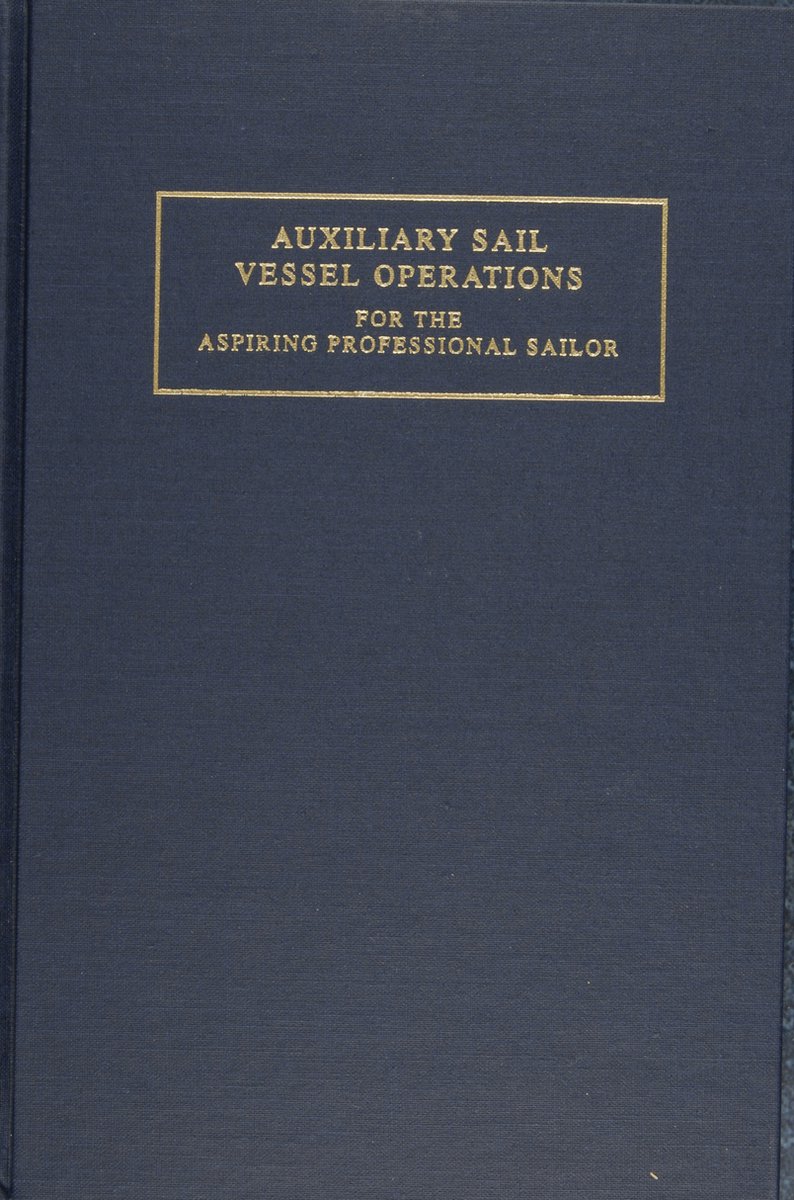 AUXILIARY SAIL
VESSEL OPERATIONS
FOR THE
ASPIRING PROFESSIONAL SAILOR